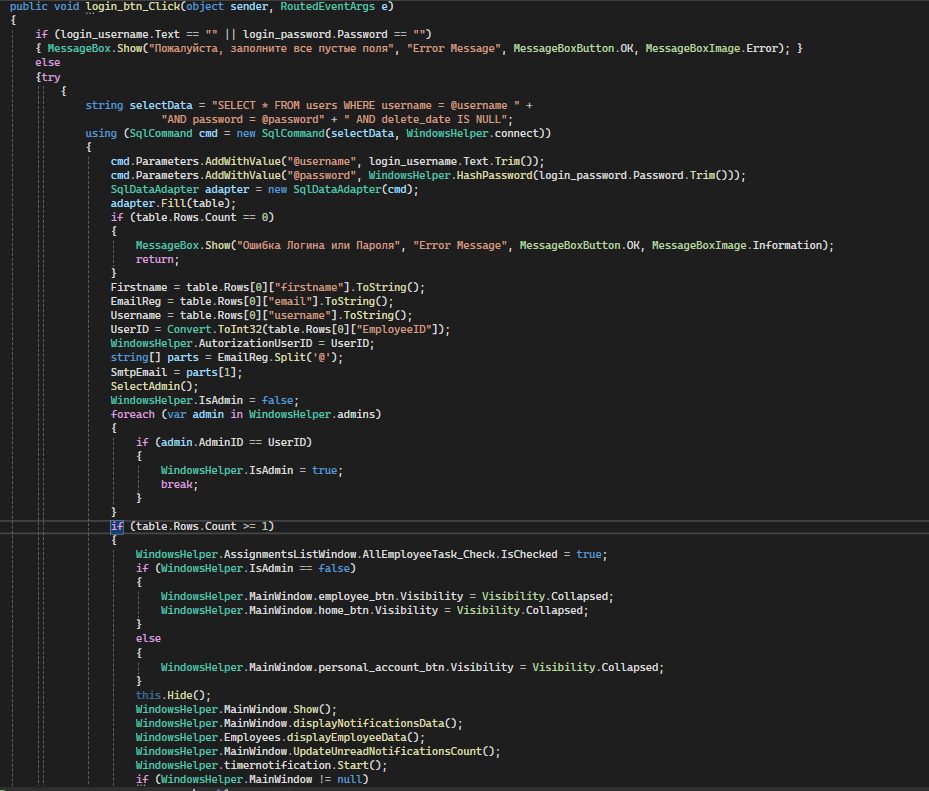 public void login_btn_Click(object sender, RoutedEventArgs e)
{
if (login_username.Text == "" || login_password.Password == "")
{ MessageBox.Show("Пожалуйста, заполните все пустые поля", "Error Message", MessageBoxButton.OK, MessageBoxImage.Error); }
else
{try
{
string selectData = "SELECT * FROM users WHERE username = @username " +
"AND password = @password" + " AND delete_date IS NULL";
using (SqlCommand cmd = new SqlCommand(selectData, WindowsHelper.connect))
{
cmd.Parameters.AddWithValue("@username", login_username.Text.Trim());
cmd.Parameters.AddWithValue("@password", WindowsHelper.HashPassword(login_password.Password.Trim()));
SqlDataAdapter adapter = new SqlDataAdapter(cmd);
adapter.Fill(table);
if (table.Rows.Count == 0)
{
MessageBox.Show("Ошибка Логина или Пароля", "Error Message", MessageBoxButton.OK, MessageBoxImage.Information);
return;
}
Firstname = table.Rows[0]["firstname"].ToString();
EmailReg = table.Rows[0]["email"].ToString();
Username = table.Rows[0]["username"].ToString();
UserID = Convert.ToInt32(table.Rows[0]["EmployeeID"]);
WindowsHelper.AutorizationUserID = UserID;
string[] parts = EmailReg.Split('@');
SmtpEmail = parts[1];
SelectAdmin();
WindowsHelper.IsAdmin = false;
foreach (var admin in WindowsHelper.admins)
{
if (admin.AdminID == UserID)
{
WindowsHelper.IsAdmin = true;
break;
}
}
if (table.Rows.Count >= 1)
{
WindowsHelper.AssignmentsListWindow.AllEmployeeTask_Check.IsChecked = true;
if (WindowsHelper.IsAdmin == false)
{
WindowsHelper.MainWindow.employee_btn.Visibility = Visibility.Collapsed;
WindowsHelper.MainWindow.home_btn.Visibility = Visibility.Collapsed;
}
else
{
WindowsHelper.MainWindow.personal_account_btn.Visibility = Visibility.Collapsed;
}
this.Hide();
WindowsHelper.MainWindow.Show();
WindowsHelper.MainWindow.displayNotificationsData();
WindowsHelper.Employees.displayEmployeeData();
WindowsHelper.MainWindow.UpdateUnreadNotificationsCount();
WindowsHelper.timernotification.Start();
if (WindowsHelper.MainWindow != null)